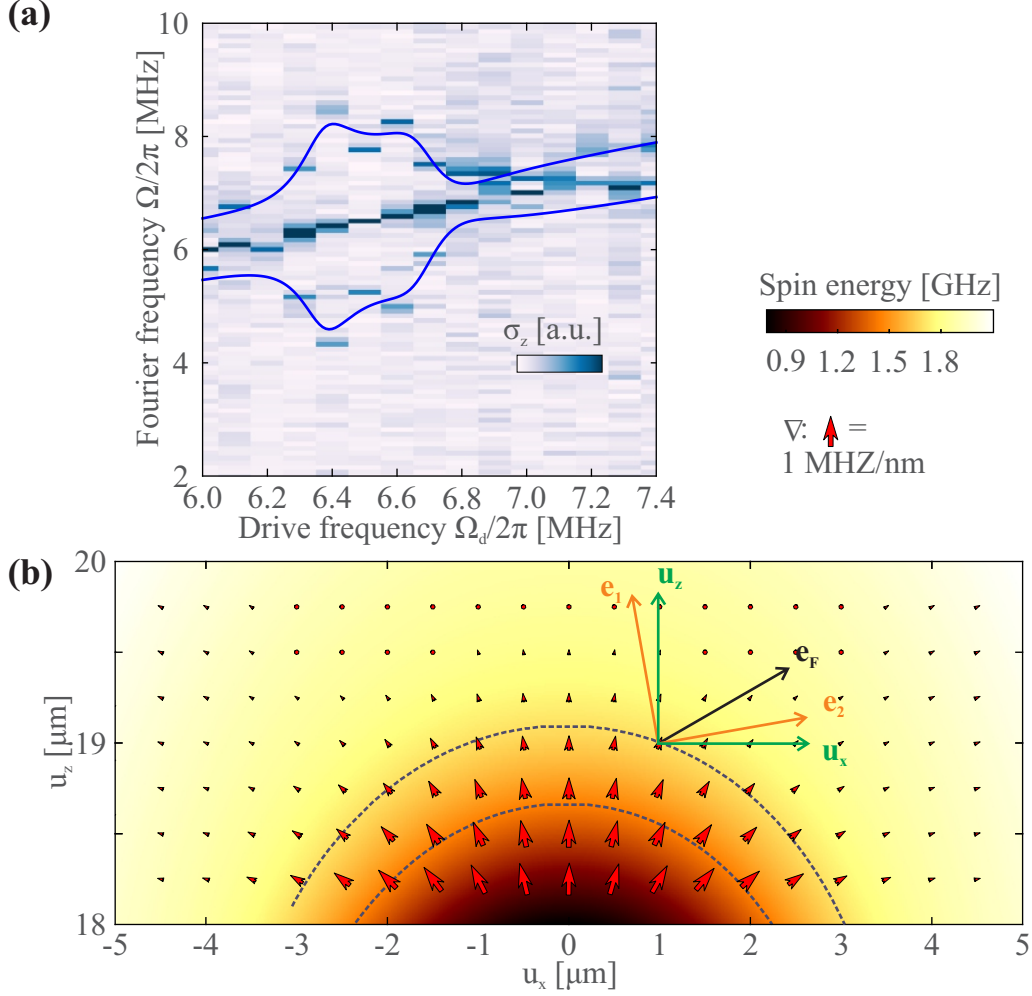 (a)
10
8
6
4
2
Fourier frequency Ω/2π [MHz]
σz [a.u.]
6.0 6.2 6.4 6.6 6.8 7.0 7.2 7.4
Drive frequency Ωd/2π [MHz]
Spin energy [GHz]
0.9 1.2 1.5 1.8
∇: =
1 MHZ/nm
(b)
20
19
18
uz [μm]
e1
uz
eF
e2
ux
-5 -4 -3 -2 -1 0 1 2 3 4 5
ux [μm]